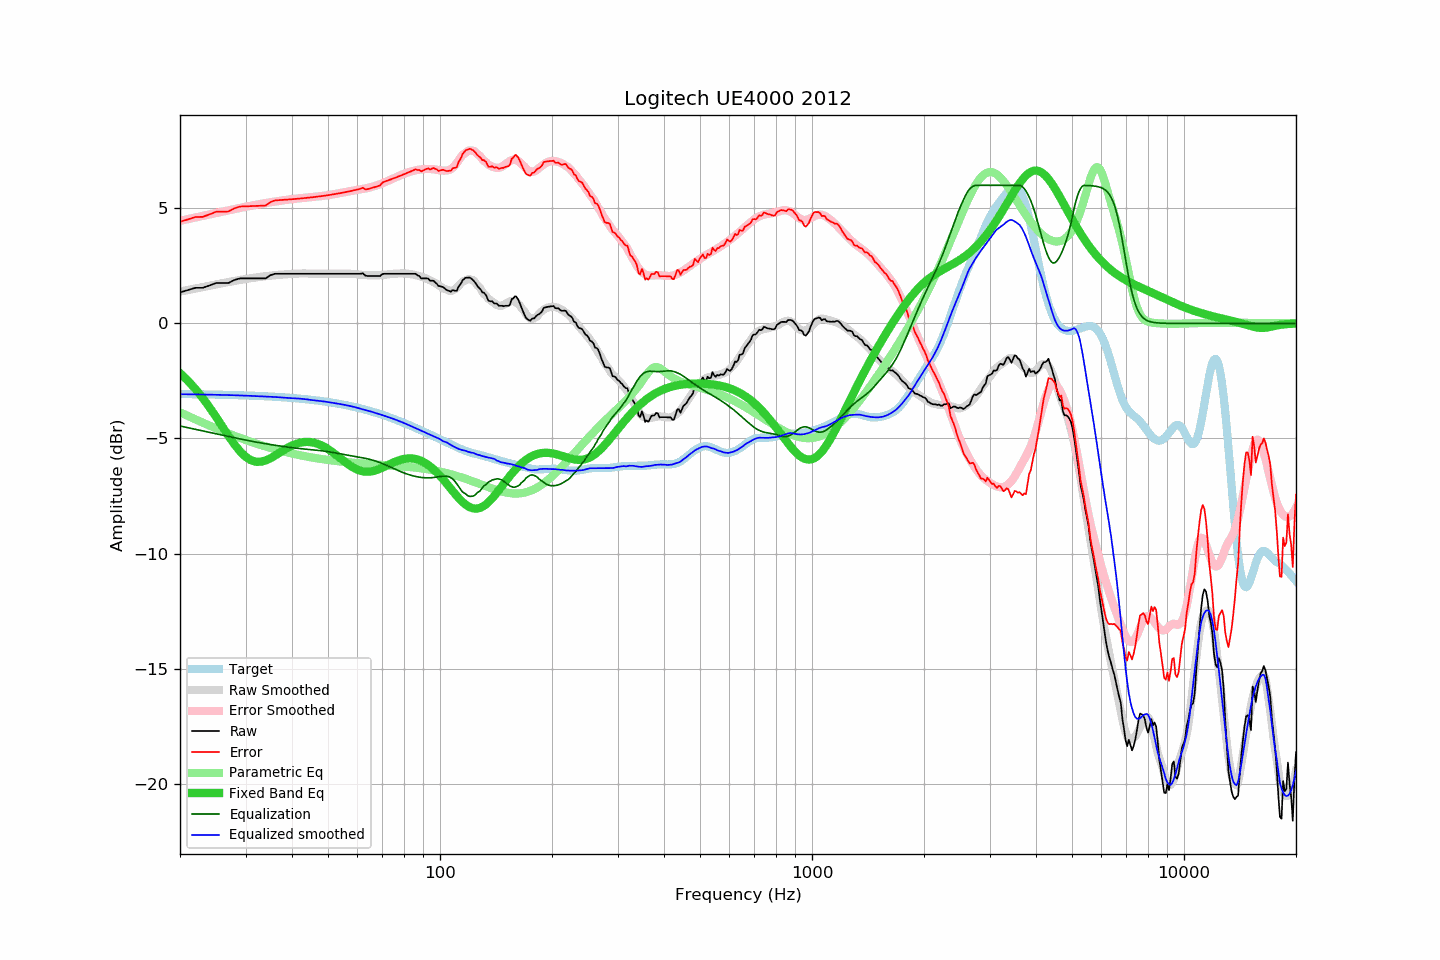 Logitech UE4000 2012
Amplitude (dBr)
5
0
−5
−10
−15
−20
Target
Raw Smoothed
Error Smoothed
Raw
Error
Parametric Eq
Fixed Band Eq
Equalization
Equalized smoothed
100
1000
10000
Frequency (Hz)